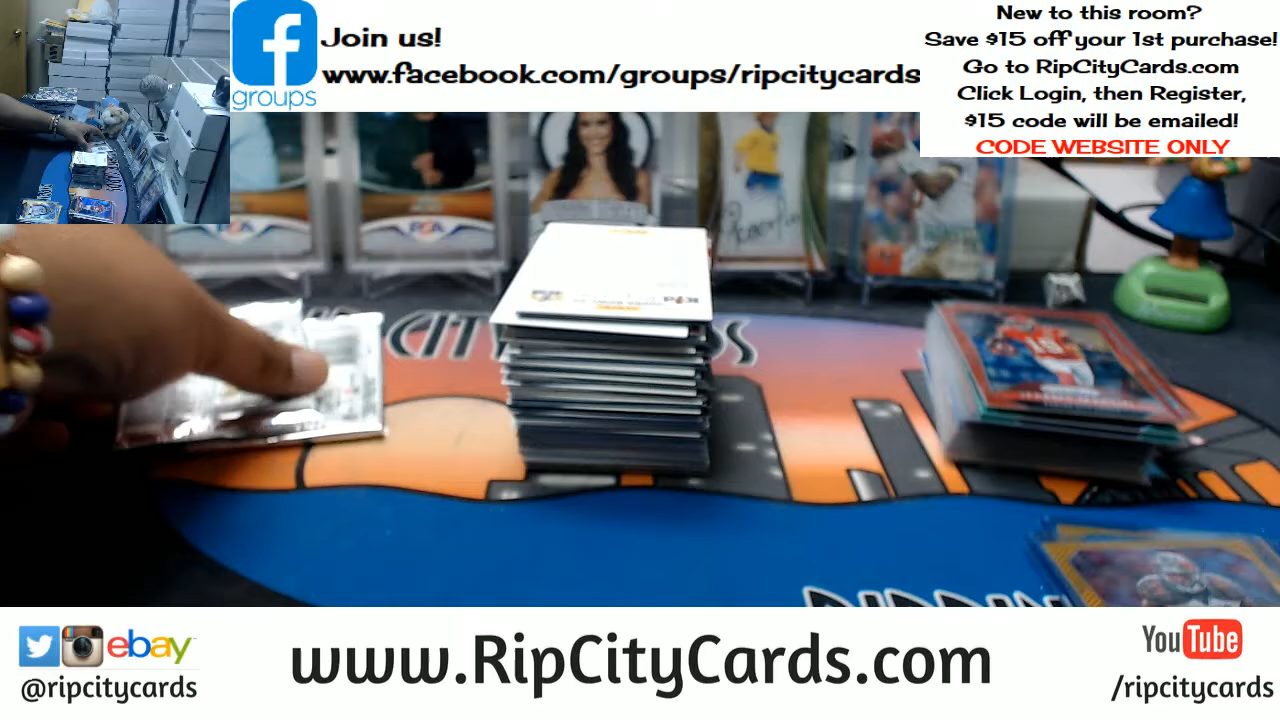 Join us!
www.facebook.com/groups/ripcitycards
groups
New to this room?
Save $15 off your 1st purchase!
Go to RipCityCards.com
Click Login, then Register,
$15 code will be emailed!
CODE WEBSITE ONLY
PSA
PSA
ebay
@ripcitycards
www.RipCityCards.com
YouTube
/ripcitycards